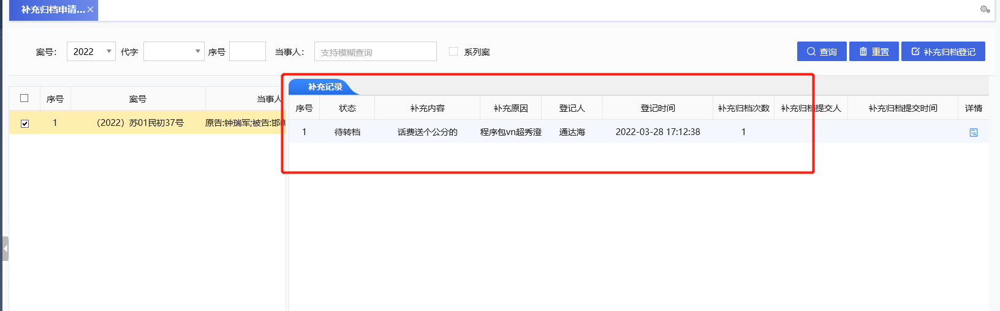 补充归档申请...
案号： 2022 代字 序号 当事人： 支持模糊查询 系列案 查询 重置 补充归档登记
补充记录
序号 案号 当事人
序号 状态 补充内容 补充原因 登记人 登记时间 补充归档次数 补充归档提交人 补充归档提交时间 详情
1 （2022）苏01民初37号 原告:钟瑞军;被告:邯
1 待转档 话费送个公分的 程序包vn超秀澄 通达海 2022-03-28 17:12:38 1